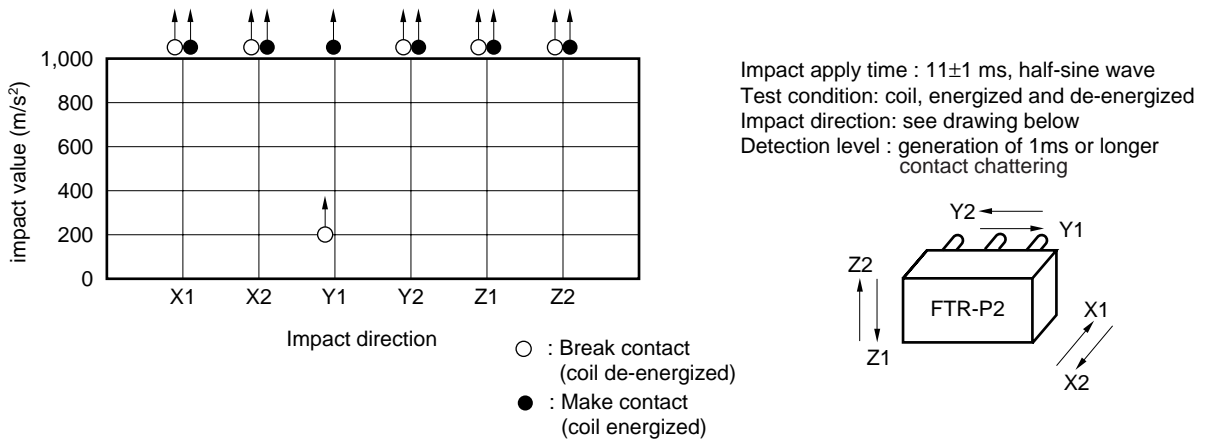 1,000
800
600
400
200
0
impact value (m/s²)
X1 X2 Y1 Y2 Z1 Z2
Impact direction
: Break contact
(coil de-energized)
: Make contact
(coil energized)
Impact apply time : 11±1 ms, half-sine wave
Test condition: coil, energized and de-energized
Impact direction: see drawing below
Detection level : generation of 1ms or longer
contact chattering
Y2
Y1
Z2
FTR-P2
X1
Z1
X2